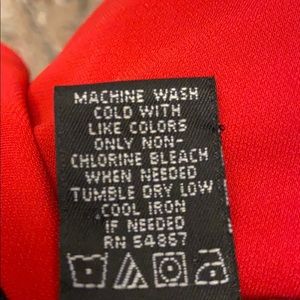 MACHINE WASH
COLD WITH
LIKE COLORS
ONLY NON-
CHLORINE BLEACH
WHEN NEEDED
TUMBLE DRY LOW
COOL IRON
IF NEEDED
RN 54867